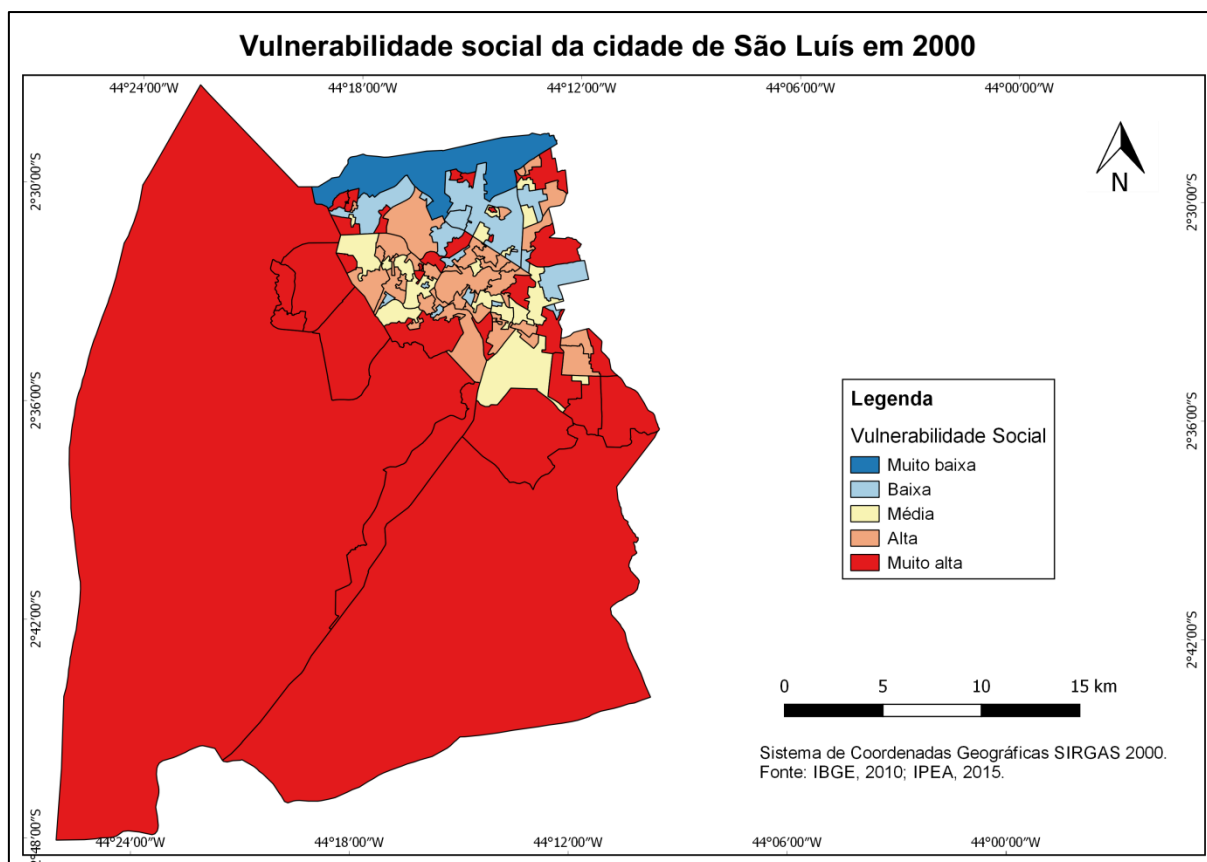 Vulnerabilidade social da cidade de São Luís em 2000
44°24'00"W 44°18'00"W 44°12'00"W 44°06'00"W 44°00'00"W
2°30'00"S
2°30'00"S
N
2°36'00"S
2°36'00"S
Legenda
Vulnerabilidade Social
Muito baixa
Baixa
Média
Alta
Muito alta
2°42'00"S
2°42'00"S
0 5 10 15 km
Sistema de Coordenadas Geográficas SIRGAS 2000.
Fonte: IBGE, 2010; IPEA, 2015.
2°48'00"S
44°24'00"W 44°18'00"W 44°12'00"W 44°06'00"W 44°00'00"W